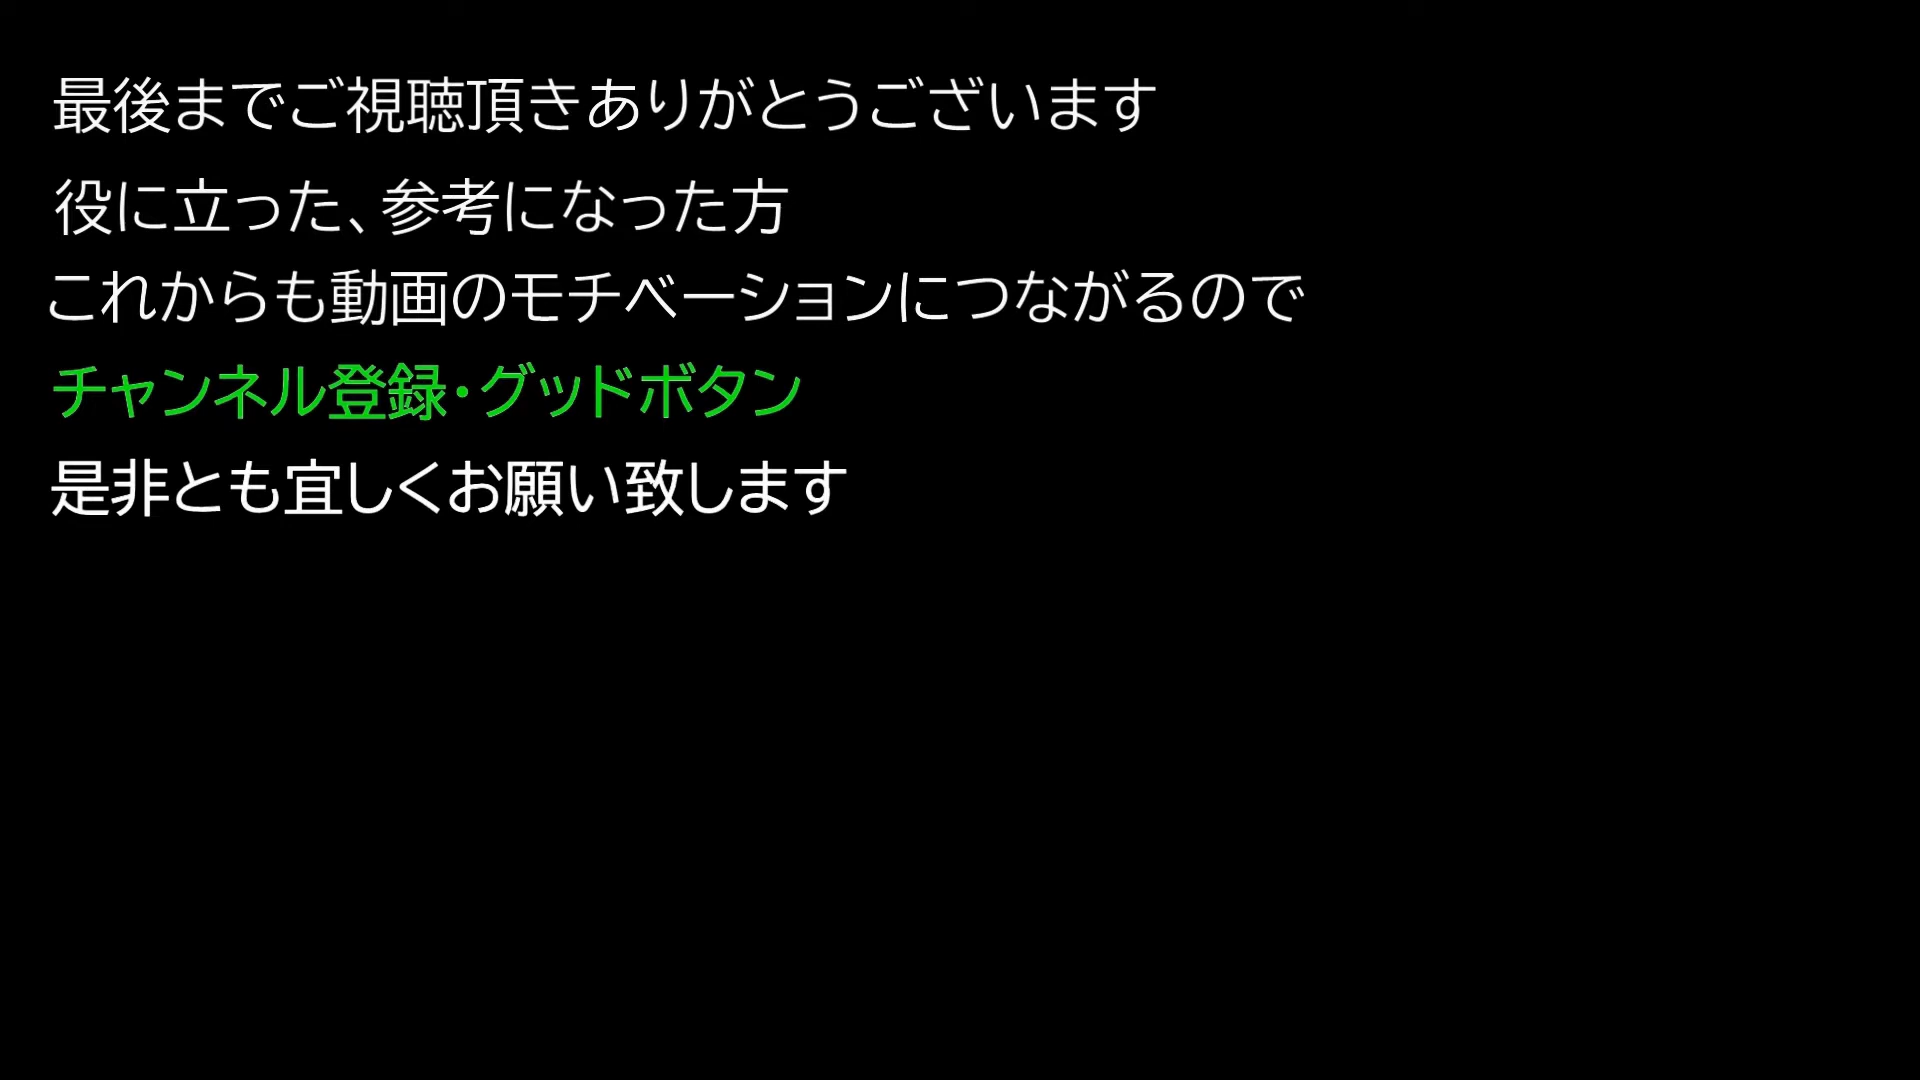 最後までご視聴頂きありがとうございます
役に立った、参考になった方
これからも動画のモチベーションにつながるので
チャンネル登録・グッドボタン
是非とも宜しくお願い致します